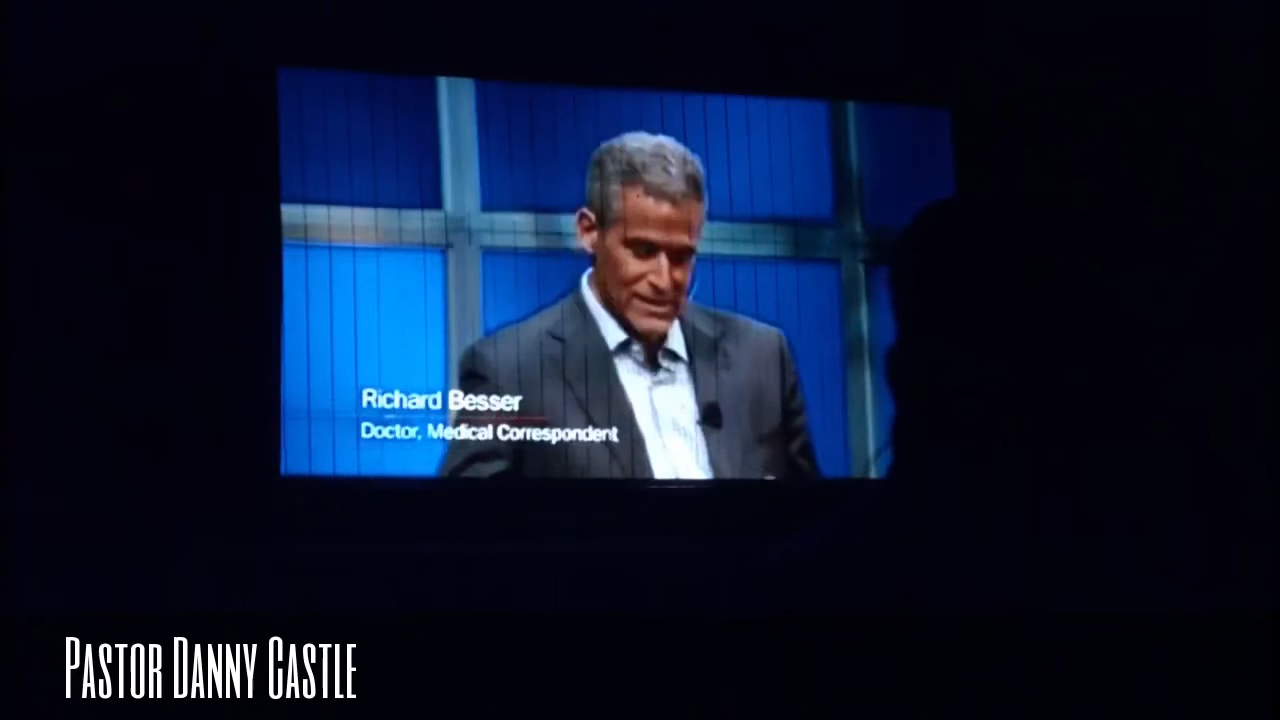 Richard Besser
Doctor, Medical Correspondent
PASTOR DANNY CASTLE